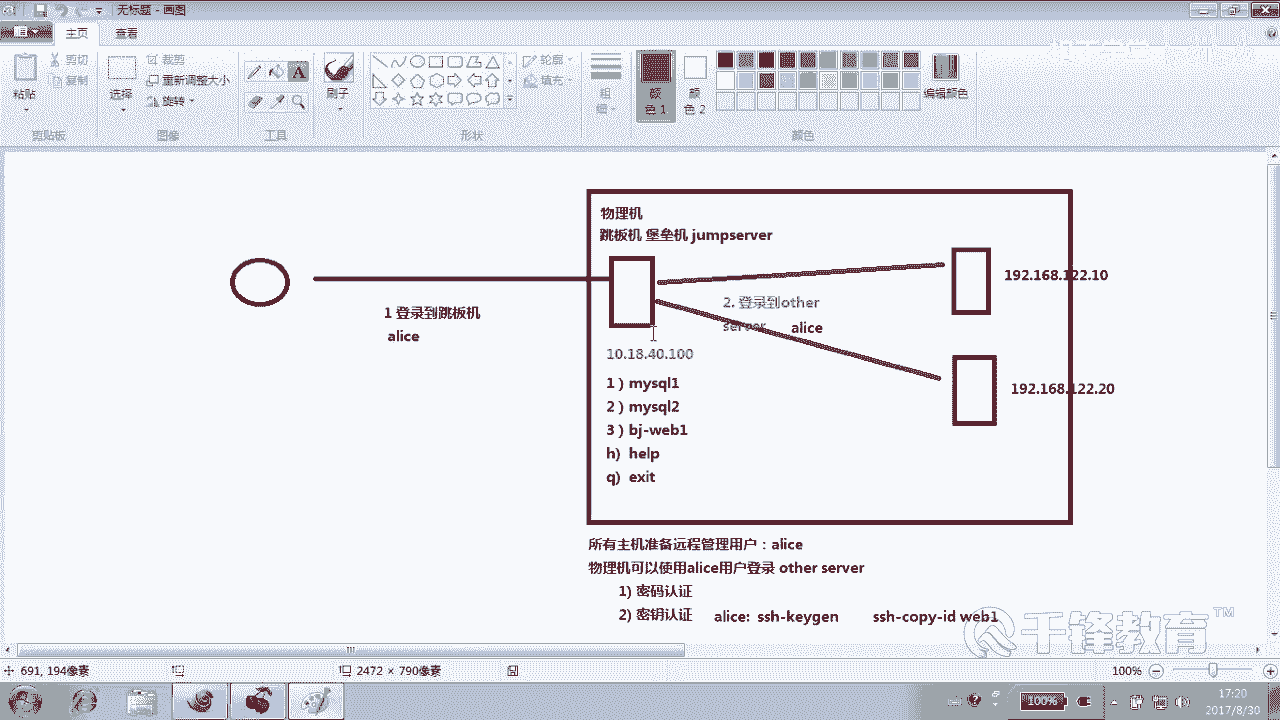 无标题 - 画图
主页
查看
粘贴
剪切
复制
剪贴板
选择
裁剪
重新调整大小
旋转
图像
A
工具
刷子
轮廓
填充
形状
粗
细
颜
色 1
颜
色 2
颜色
编辑颜色
物理机
跳板机 堡垒机 jumpserver
1 登录到跳板机
alice
2. 登录到other
server
alice
192.168.122.10
192.168.122.20
10.18.40.100
1 ) mysql1
2 ) mysql2
3 ) bj-web1
h) help
q) exit
所有主机准备远程管理用户：alice
物理机可以使用alice用户登录 other server
1) 密码认证
2) 密钥认证 alice: ssh-keygen ssh-copy-id web1
千锋教育 TM
691, 194像素
2472 × 790像素
100%
100%
17:20
2017/8/30